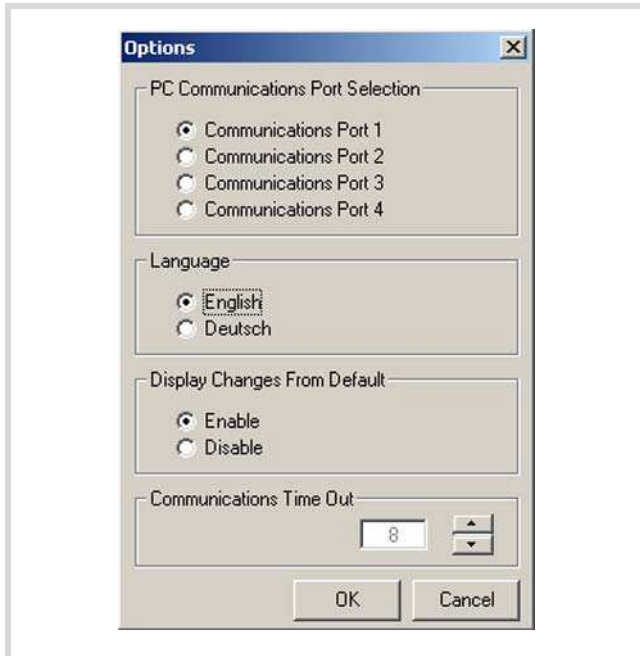 Options
PC Communications Port Selection
Communications Port 1
Communications Port 2
Communications Port 3
Communications Port 4
Language
English
Deutsch
Display Changes From Default
Enable
Disable
Communications Time Out
8
OK Cancel